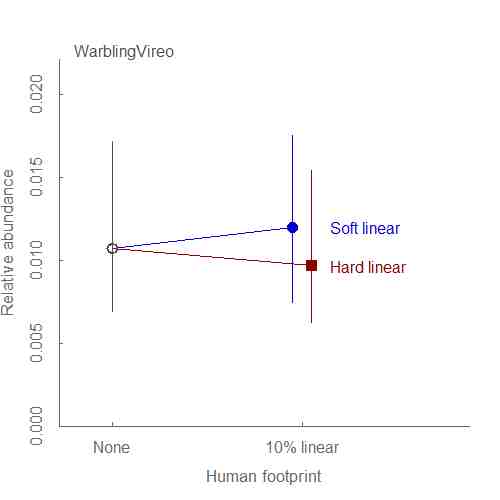 WarblingVireo
Relative abundance
0.020
0.015
0.010
0.005
0.000
Soft linear
Hard linear
None
10% linear
Human footprint